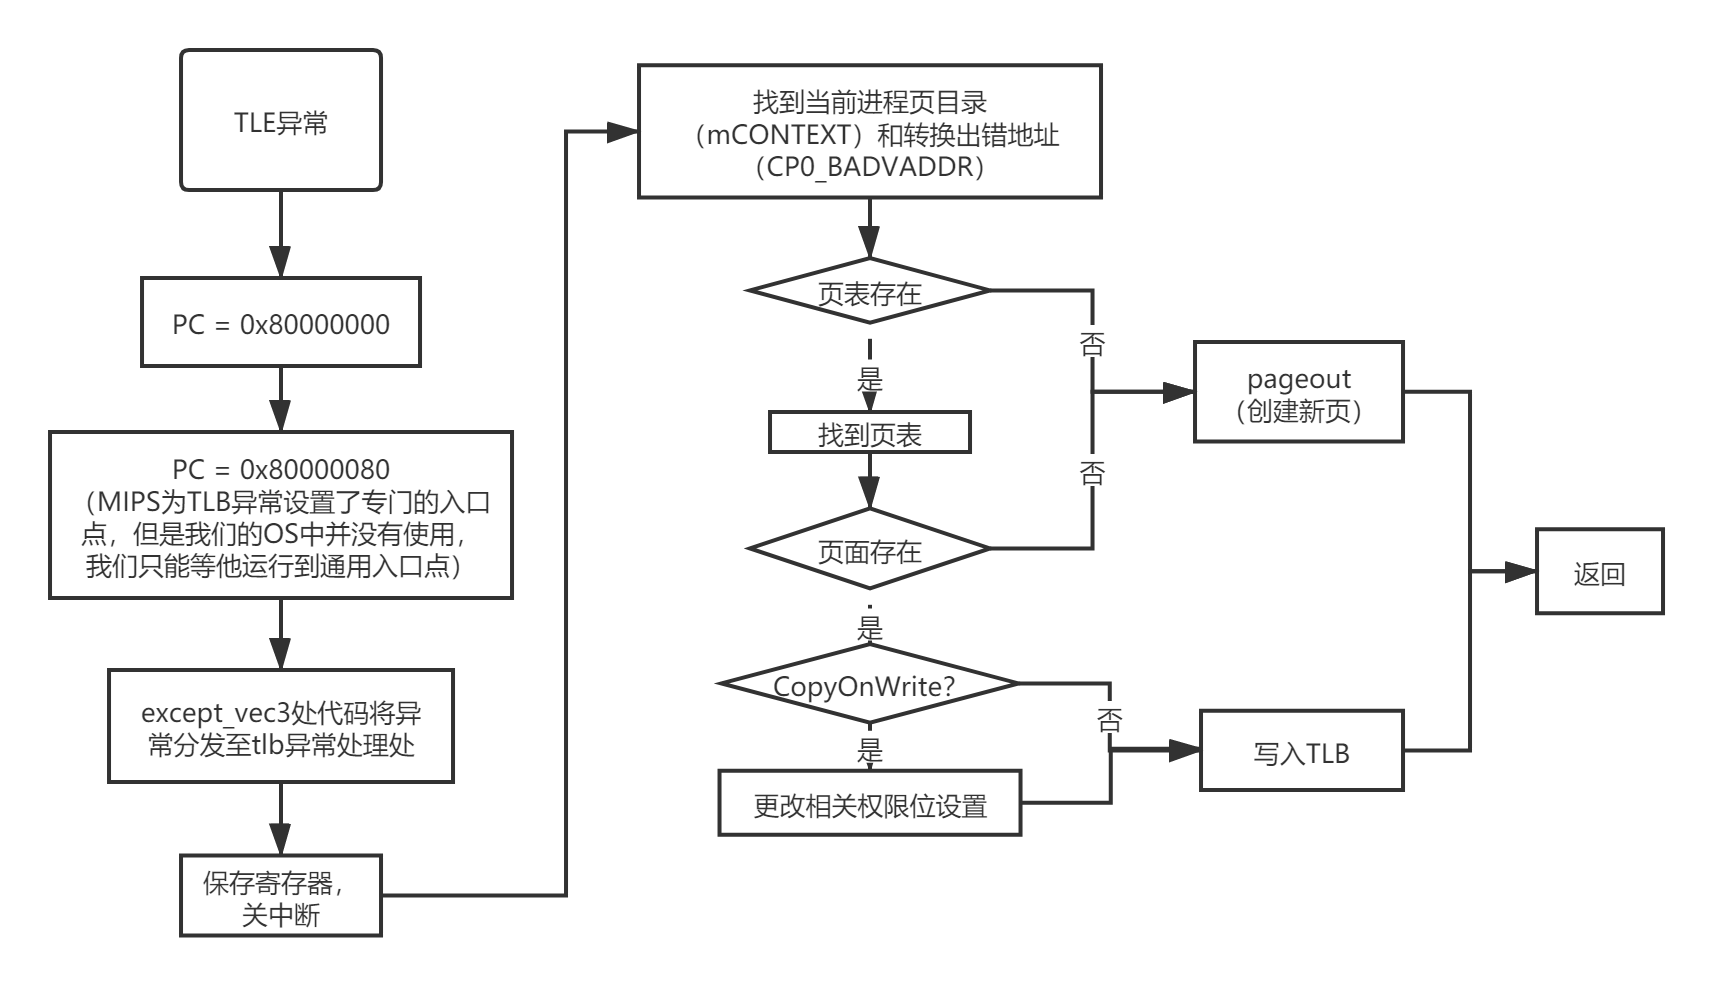 TLE异常
PC = 0x80000000
PC = 0x80000080
（MIPS为TLB异常设置了专门的入口
点，但是我们的OS中并没有使用，
我们只能等他运行到通用入口点）
except_vec3处代码将异
常分发至tlb异常处理处
保存寄存器，
关中断
找到当前进程页目录
（mCONTEXT）和转换出错地址
（CP0_BADVADDR）
页表存在
否
是
找到页表
否
页面存在
是
CopyOnWrite?
否
是
更改相关权限位设置
pageout
（创建新页）
写入TLB
返回